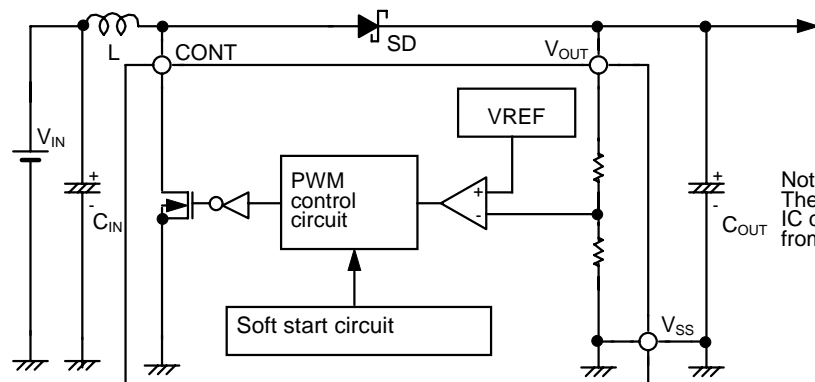 L
CONT
SD
VOUT
VREF
VIN
+
-
CIN
PWM
control
circuit
+
-
+
-
COUT
Not
The
IC c
from
Soft start circuit
VSS